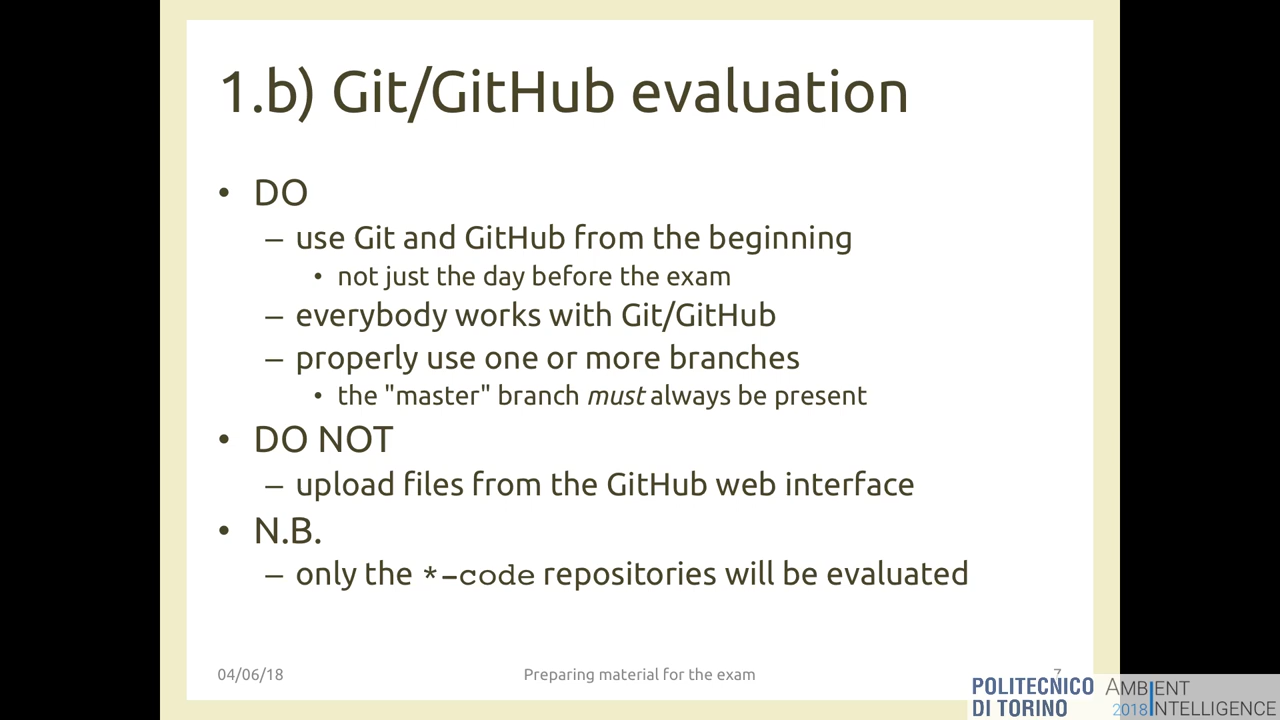 1.b) Git/GitHub evaluation
• DO
– use Git and GitHub from the beginning
• not just the day before the exam
– everybody works with Git/GitHub
– properly use one or more branches
• the "master" branch must always be present
• DO NOT
– upload files from the GitHub web interface
• N.B.
– only the *-code repositories will be evaluated
04/06/18
Preparing material for the exam
7
POLITECNICO
DI TORINO
AMBIENT
2018 INTELLIGENCE